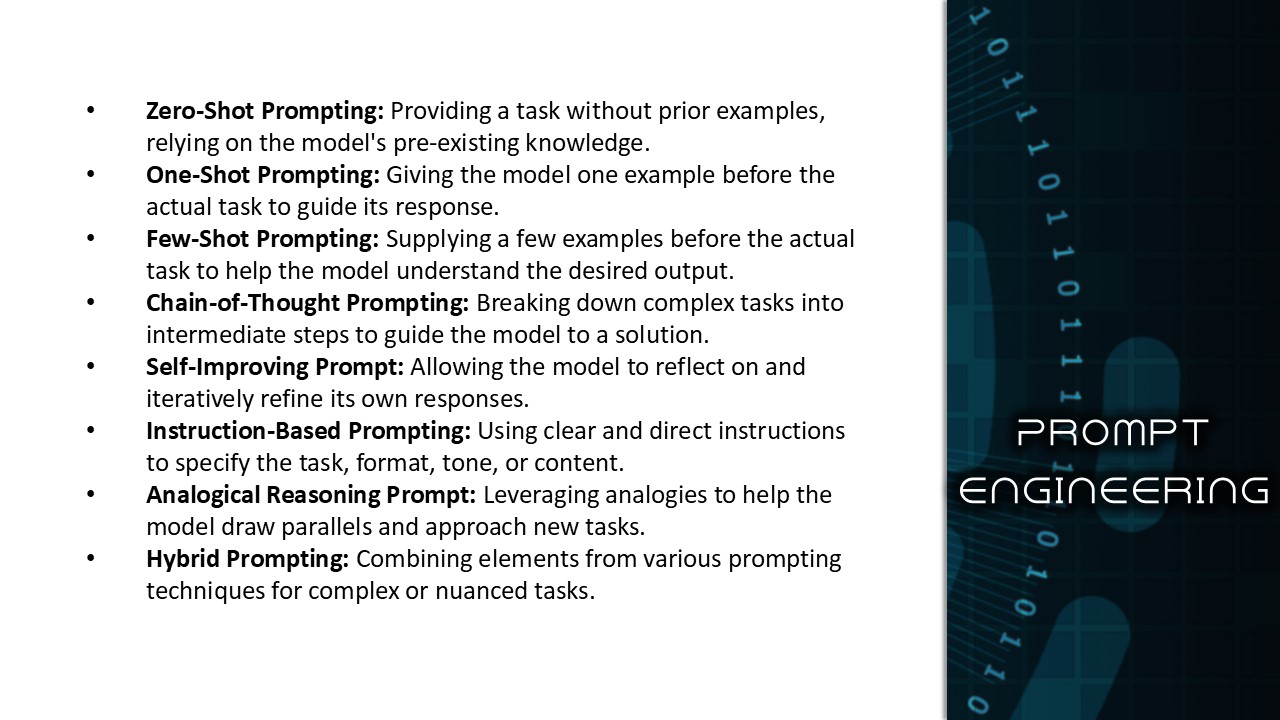 • Zero-Shot Prompting: Providing a task without prior examples,
relying on the model's pre-existing knowledge.
• One-Shot Prompting: Giving the model one example before the
actual task to guide its response.
• Few-Shot Prompting: Supplying a few examples before the actual
task to help the model understand the desired output.
• Chain-of-Thought Prompting: Breaking down complex tasks into
intermediate steps to guide the model to a solution.
• Self-Improving Prompt: Allowing the model to reflect on and
iteratively refine its own responses.
• Instruction-Based Prompting: Using clear and direct instructions
to specify the task, format, tone, or content.
• Analogical Reasoning Prompt: Leveraging analogies to help the
model draw parallels and approach new tasks.
• Hybrid Prompting: Combining elements from various prompting
techniques for complex or nuanced tasks.
PROMPT
ENGINEERING